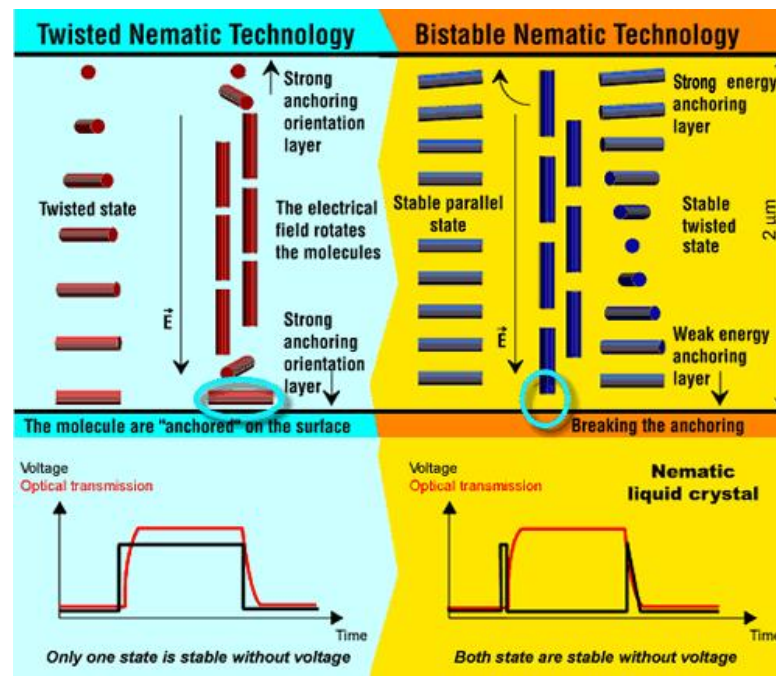 Twisted Nematic Technology
Strong
anchoring
orientation
layer
Twisted state
The electrical
field rotates
the molecules
E
Strong
anchoring
orientation
layer
The molecule are "anchored" on the surface
Voltage
Optical transmission
Time
Only one state is stable without voltage
Bistable Nematic Technology
Strong energy
anchoring
layer
Stable parallel
state
Stable
twisted
state
2 µm
E
Weak energy
anchoring
layer
Breaking the anchoring
Voltage
Optical transmission
Nematic
liquid crystal
Time
Both state are stable without voltage